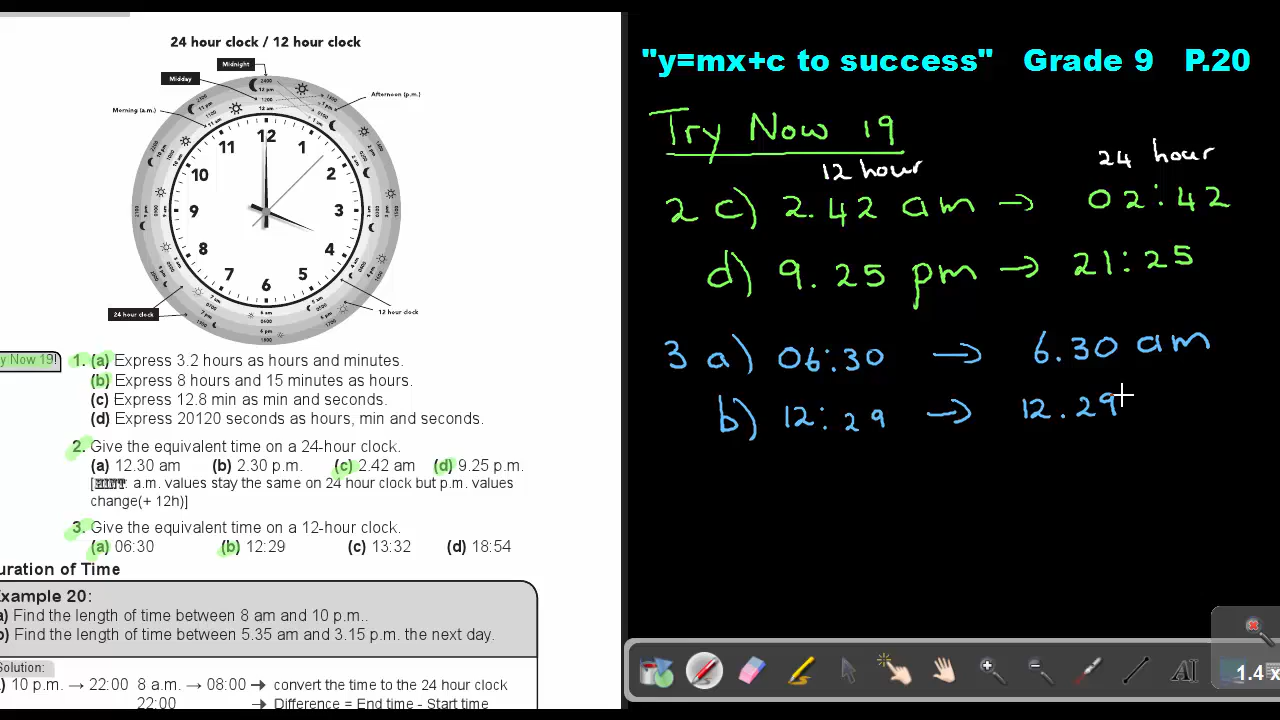 24 hour clock / 12 hour clock
Midnight
Midday
Morning (a.m.)
Afternoon (p.m.)
12
11 1
10 2
9 3
8 4
7 5
6
24 hour clock
12 hour clock
y Now 19!
1. (a) Express 3.2 hours as hours and minutes.
(b) Express 8 hours and 15 minutes as hours.
(c) Express 12.8 min as min and seconds.
(d) Express 20120 seconds as hours, min and seconds.
2. Give the equivalent time on a 24-hour clock.
(a) 12.30 am (b) 2.30 p.m. (c) 2.42 am (d) 9.25 p.m.
[HINT: a.m. values stay the same on 24 hour clock but p.m. values
change(+ 12h)]
3. Give the equivalent time on a 12-hour clock.
(a) 06:30 (b) 12:29 (c) 13:32 (d) 18:54
uration of Time
Example 20:
a) Find the length of time between 8 am and 10 p.m..
b) Find the length of time between 5.35 am and 3.15 p.m. the next day.
Solution:
) 10 p.m. → 22:00 8 a.m. → 08:00 → convert the time to the 24 hour clock
22:00 → Difference = End time - Start time
"y=mx+c to success" Grade 9 P.20
Try Now 19
12 hour 24 hour
2 c) 2.42 am → 02:42
d) 9.25 pm → 21:25
3 a) 06:30 → 6.30 am
b) 12:29 → 12.29
AI
1.4 x